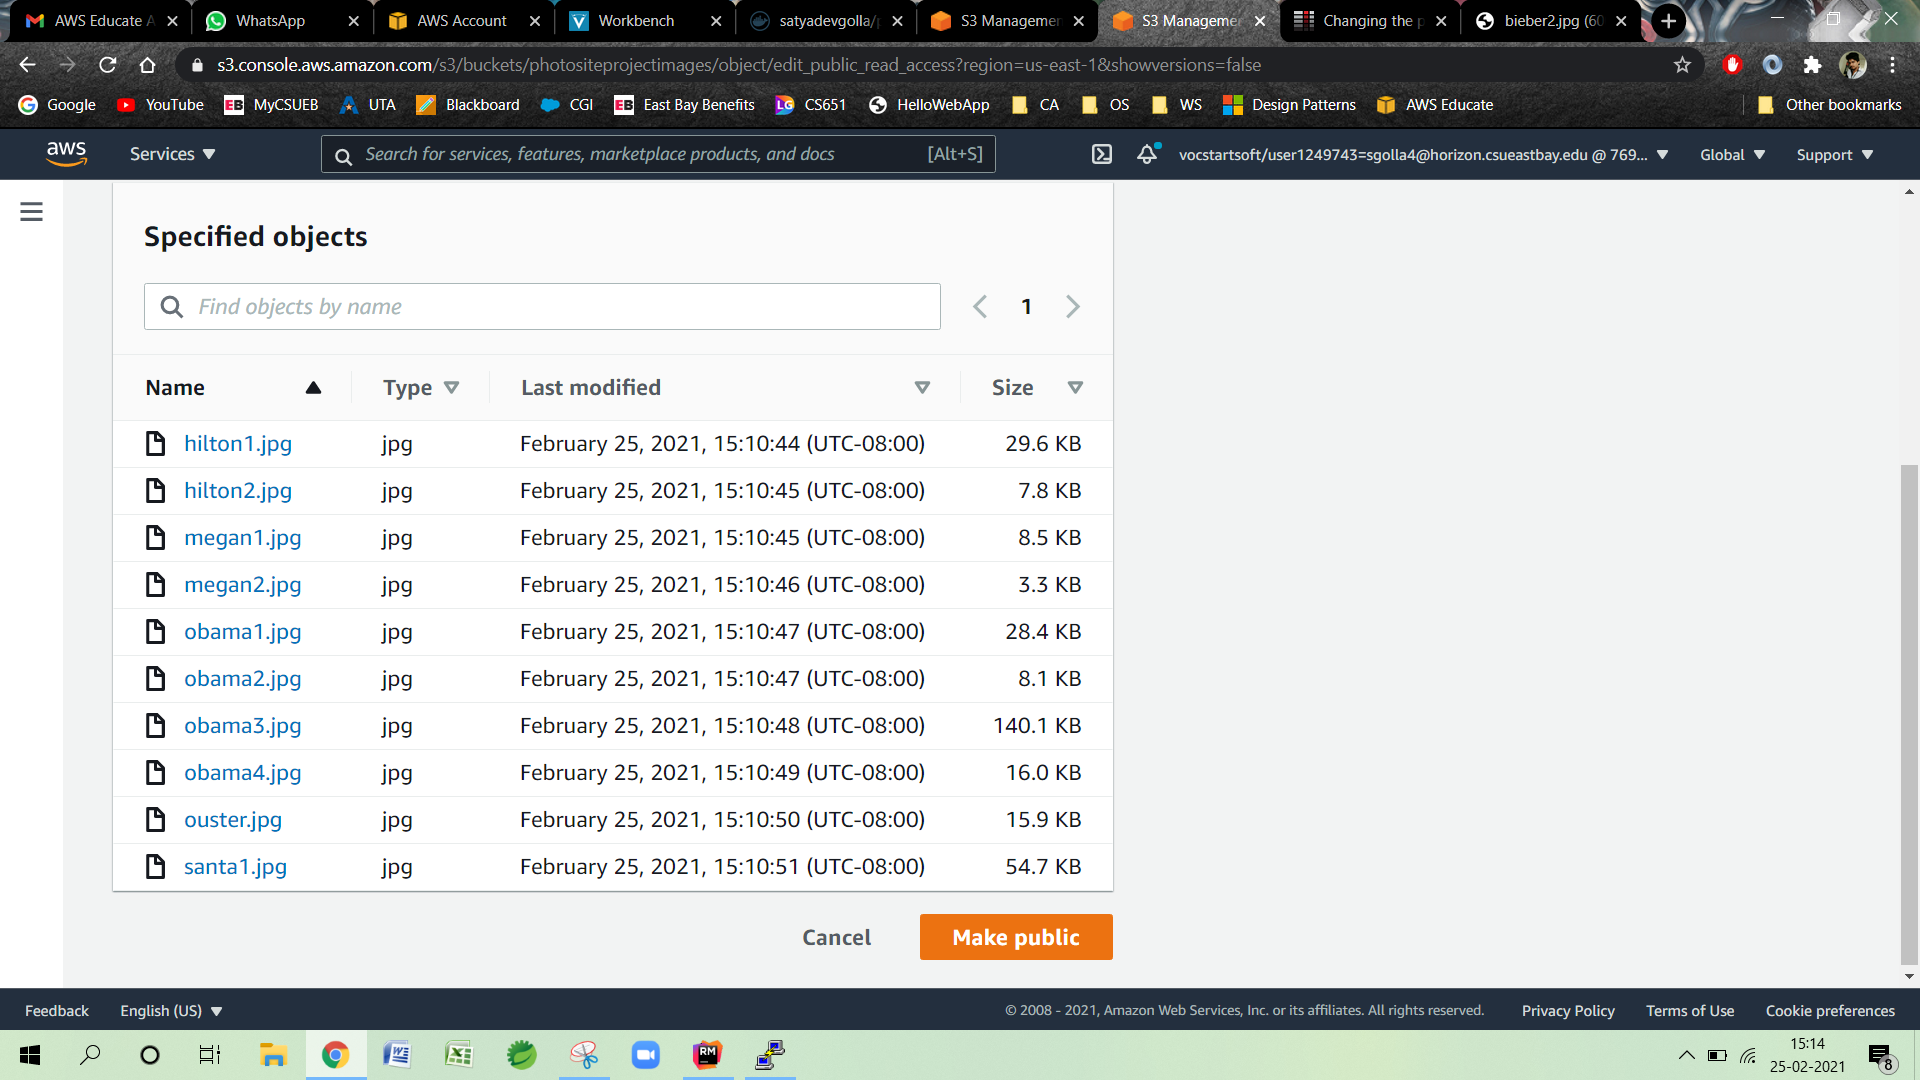 AWS Educate A
WhatsApp
AWS Account
Workbench
satyadevgolla/p
S3 Managemen
S3 Manageme
Changing the p
bieber2.jpg (60
s3.console.aws.amazon.com/s3/buckets/photositeprojectimages/object/edit_public_read_access?region=us-east-1&showversions=false
Google
YouTube
EB MyCSUEB
UTA
Blackboard
CGI
EB East Bay Benefits
LG CS651
HelloWebApp
CA
OS
WS
Design Patterns
AWS Educate
Other bookmarks
aws
Services
Search for services, features, marketplace products, and docs [Alt+S]
vocstartsoft/user1249743=sgolla4@horizon.csueastbay.edu @ 769...
Global
Support
Specified objects
Find objects by name
1
Name Type Last modified Size
hilton1.jpg jpg February 25, 2021, 15:10:44 (UTC-08:00) 29.6 KB
hilton2.jpg jpg February 25, 2021, 15:10:45 (UTC-08:00) 7.8 KB
megan1.jpg jpg February 25, 2021, 15:10:45 (UTC-08:00) 8.5 KB
megan2.jpg jpg February 25, 2021, 15:10:46 (UTC-08:00) 3.3 KB
obama1.jpg jpg February 25, 2021, 15:10:47 (UTC-08:00) 28.4 KB
obama2.jpg jpg February 25, 2021, 15:10:47 (UTC-08:00) 8.1 KB
obama3.jpg jpg February 25, 2021, 15:10:48 (UTC-08:00) 140.1 KB
obama4.jpg jpg February 25, 2021, 15:10:49 (UTC-08:00) 16.0 KB
ouster.jpg jpg February 25, 2021, 15:10:50 (UTC-08:00) 15.9 KB
santa1.jpg jpg February 25, 2021, 15:10:51 (UTC-08:00) 54.7 KB
Cancel
Make public
Feedback
English (US)
© 2008 - 2021, Amazon Web Services, Inc. or its affiliates. All rights reserved.
Privacy Policy
Terms of Use
Cookie preferences
RM
15:14
25-02-2021
8